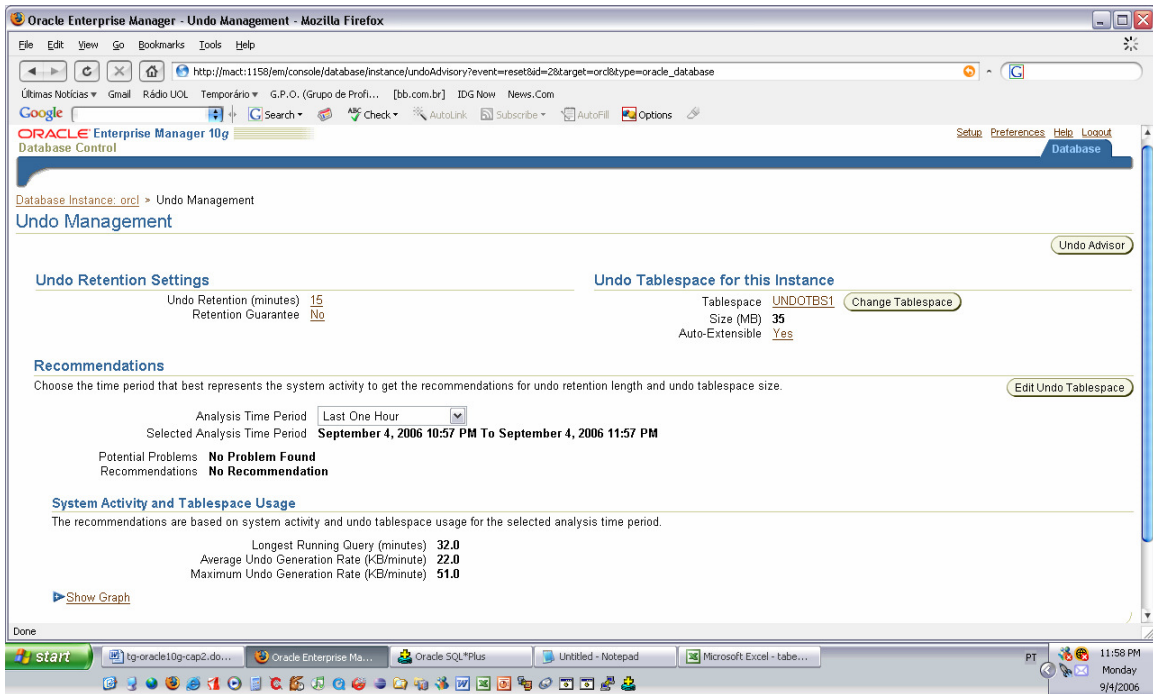 Oracle Enterprise Manager - Undo Management - Mozilla Firefox
File Edit View Go Bookmarks Tools Help
http://mact:1158/em/console/database/instance/undoAdvisory?event=reset&id=2&target=orcl&type=oracle_database
G
Últimas Notícias Gmail Rádio UOL Temporário G.P.O. (Grupo de Profi... [bb.com.br] IDG Now News.Com
Google G Search ABC Check AutoLink Subscribe AutoFill Options
ORACLE Enterprise Manager 10g
Database Control
Setup Preferences Help Logout
Database
Database Instance: orcl > Undo Management
Undo Management
Undo Advisor
Undo Retention Settings
Undo Retention (minutes) 15
Retention Guarantee No
Undo Tablespace for this Instance
Tablespace UNDOTBS1 Change Tablespace
Size (MB) 35
Auto-Extensible Yes
Recommendations
Choose the time period that best represents the system activity to get the recommendations for undo retention length and undo tablespace size.
Edit Undo Tablespace
Analysis Time Period Last One Hour
Selected Analysis Time Period September 4, 2006 10:57 PM To September 4, 2006 11:57 PM
Potential Problems No Problem Found
Recommendations No Recommendation
System Activity and Tablespace Usage
The recommendations are based on system activity and undo tablespace usage for the selected analysis time period.
Longest Running Query (minutes) 32.0
Average Undo Generation Rate (KB/minute) 22.0
Maximum Undo Generation Rate (KB/minute) 51.0
Show Graph
Done
start tg-oracle10g-cap2.do... Oracle Enterprise Ma... Oracle SQL*Plus Untitled - Notepad Microsoft Excel - tabe... PT 11:58 PM
Monday
9/4/2006